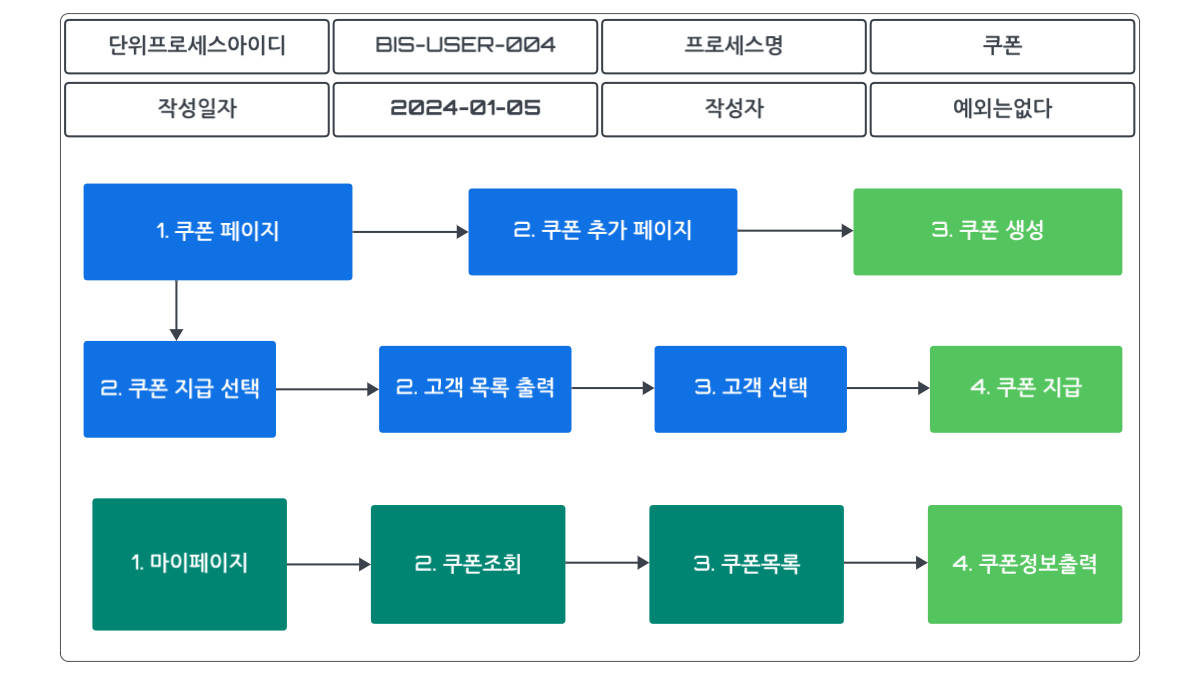 단위프로세스아이디
BIS-USER-004
프로세스명
쿠폰
작성일자
2024-01-05
작성자
예외는없다
1. 쿠폰 페이지
2. 쿠폰 추가 페이지
3. 쿠폰 생성
2. 쿠폰 지급 선택
2. 고객 목록 출력
3. 고객 선택
4. 쿠폰 지급
1. 마이페이지
2. 쿠폰조회
3. 쿠폰목록
4. 쿠폰정보출력